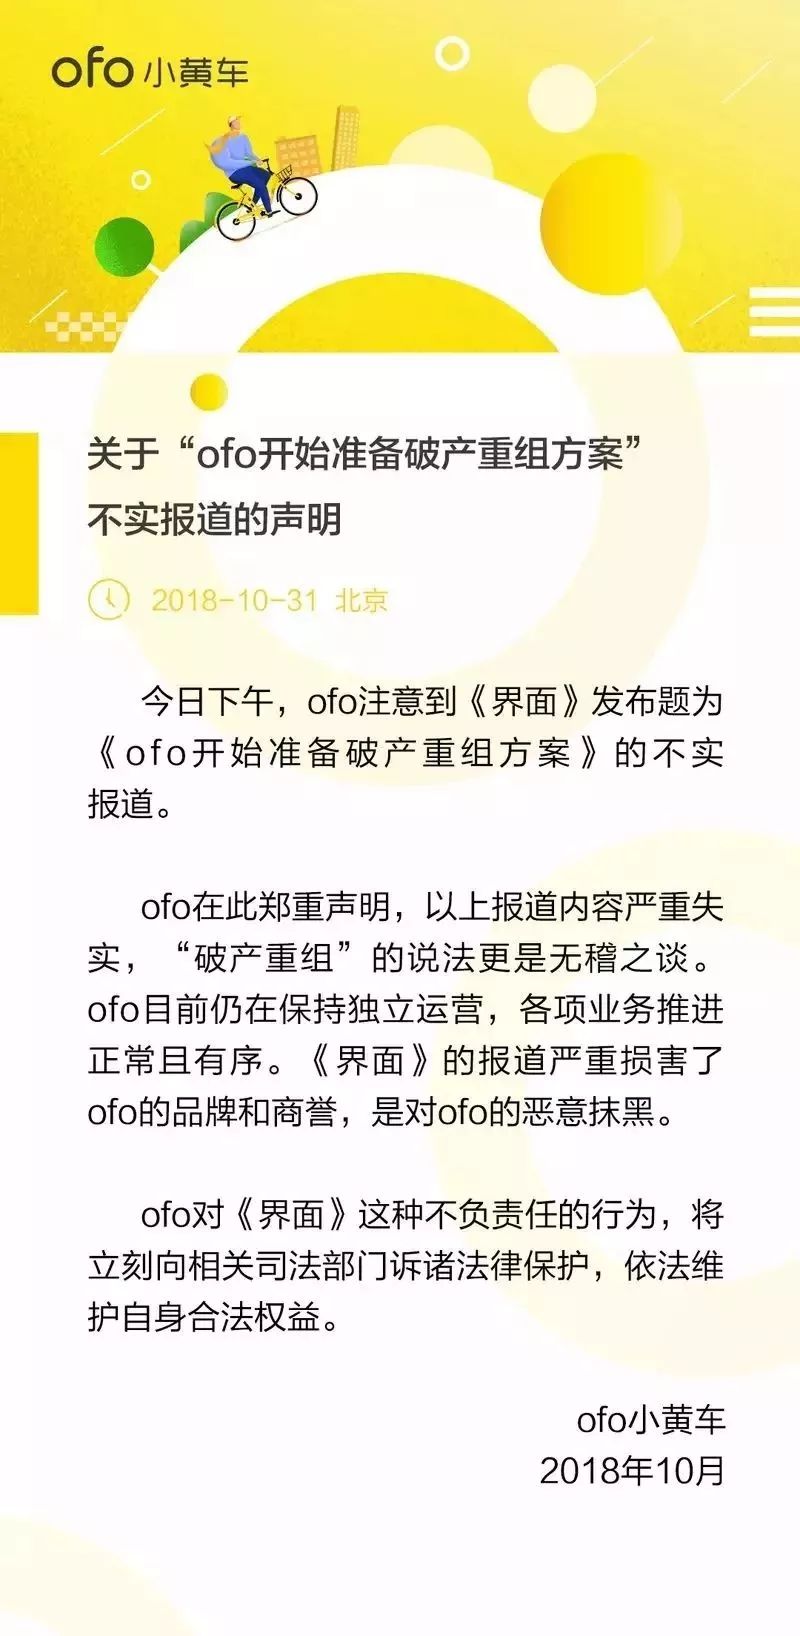 ofo小黄车
关于“ofo开始准备破产重组方案”
不实报道的声明
2018-10-31 北京
今日下午，ofo注意到《界面》发布题为
《ofo开始准备破产重组方案》的不实
报道。
ofo在此郑重声明，以上报道内容严重失
实，“破产重组”的说法更是无稽之谈。
ofo目前仍在保持独立运营，各项业务推进
正常且有序。《界面》的报道严重损害了
ofo的品牌和商誉，是对ofo的恶意抹黑。
ofo对《界面》这种不负责任的行为，将
立刻向相关司法部门诉诸法律保护，依法维
护自身合法权益。
ofo小黄车
2018年10月